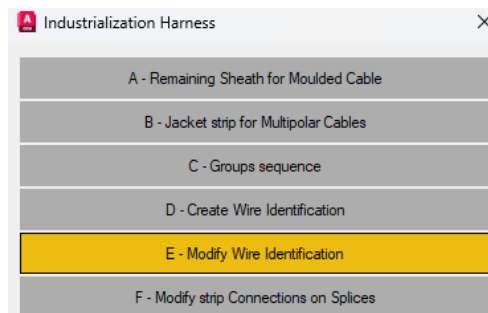 Industrialization Harness
A - Remaining Sheath for Moulded Cable
B - Jacket strip for Multipolar Cables
C - Groups sequence
D - Create Wire Identification
E - Modify Wire Identification
F - Modify strip Connections on Splices